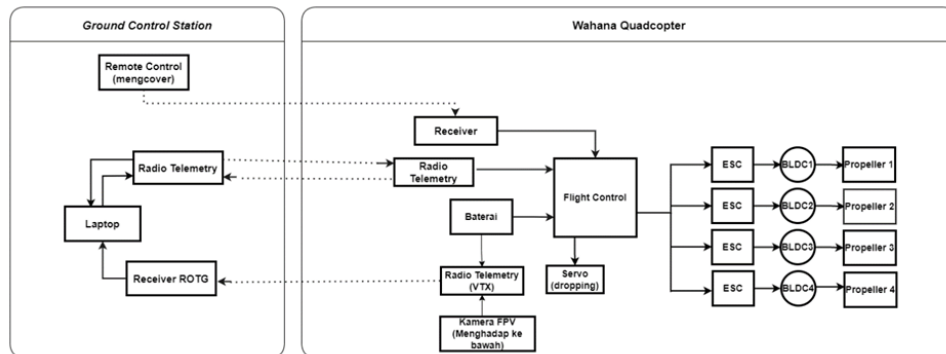 Ground Control Station
Wahana Quadcopter
Remote Control
(mengcover)
Receiver
Radio Telemetry
Radio
Telemetry
Flight Control
Laptop
Baterai
Receiver ROTG
Radio Telemetry
(VTX)
Servo
(dropping)
Kamera FPV
(Menghadap ke
bawah)
ESC
BLDC1
Propeller 1
ESC
BLDC2
Propeller 2
ESC
BLDC3
Propeller 3
ESC
BLDC4
Propeller 4